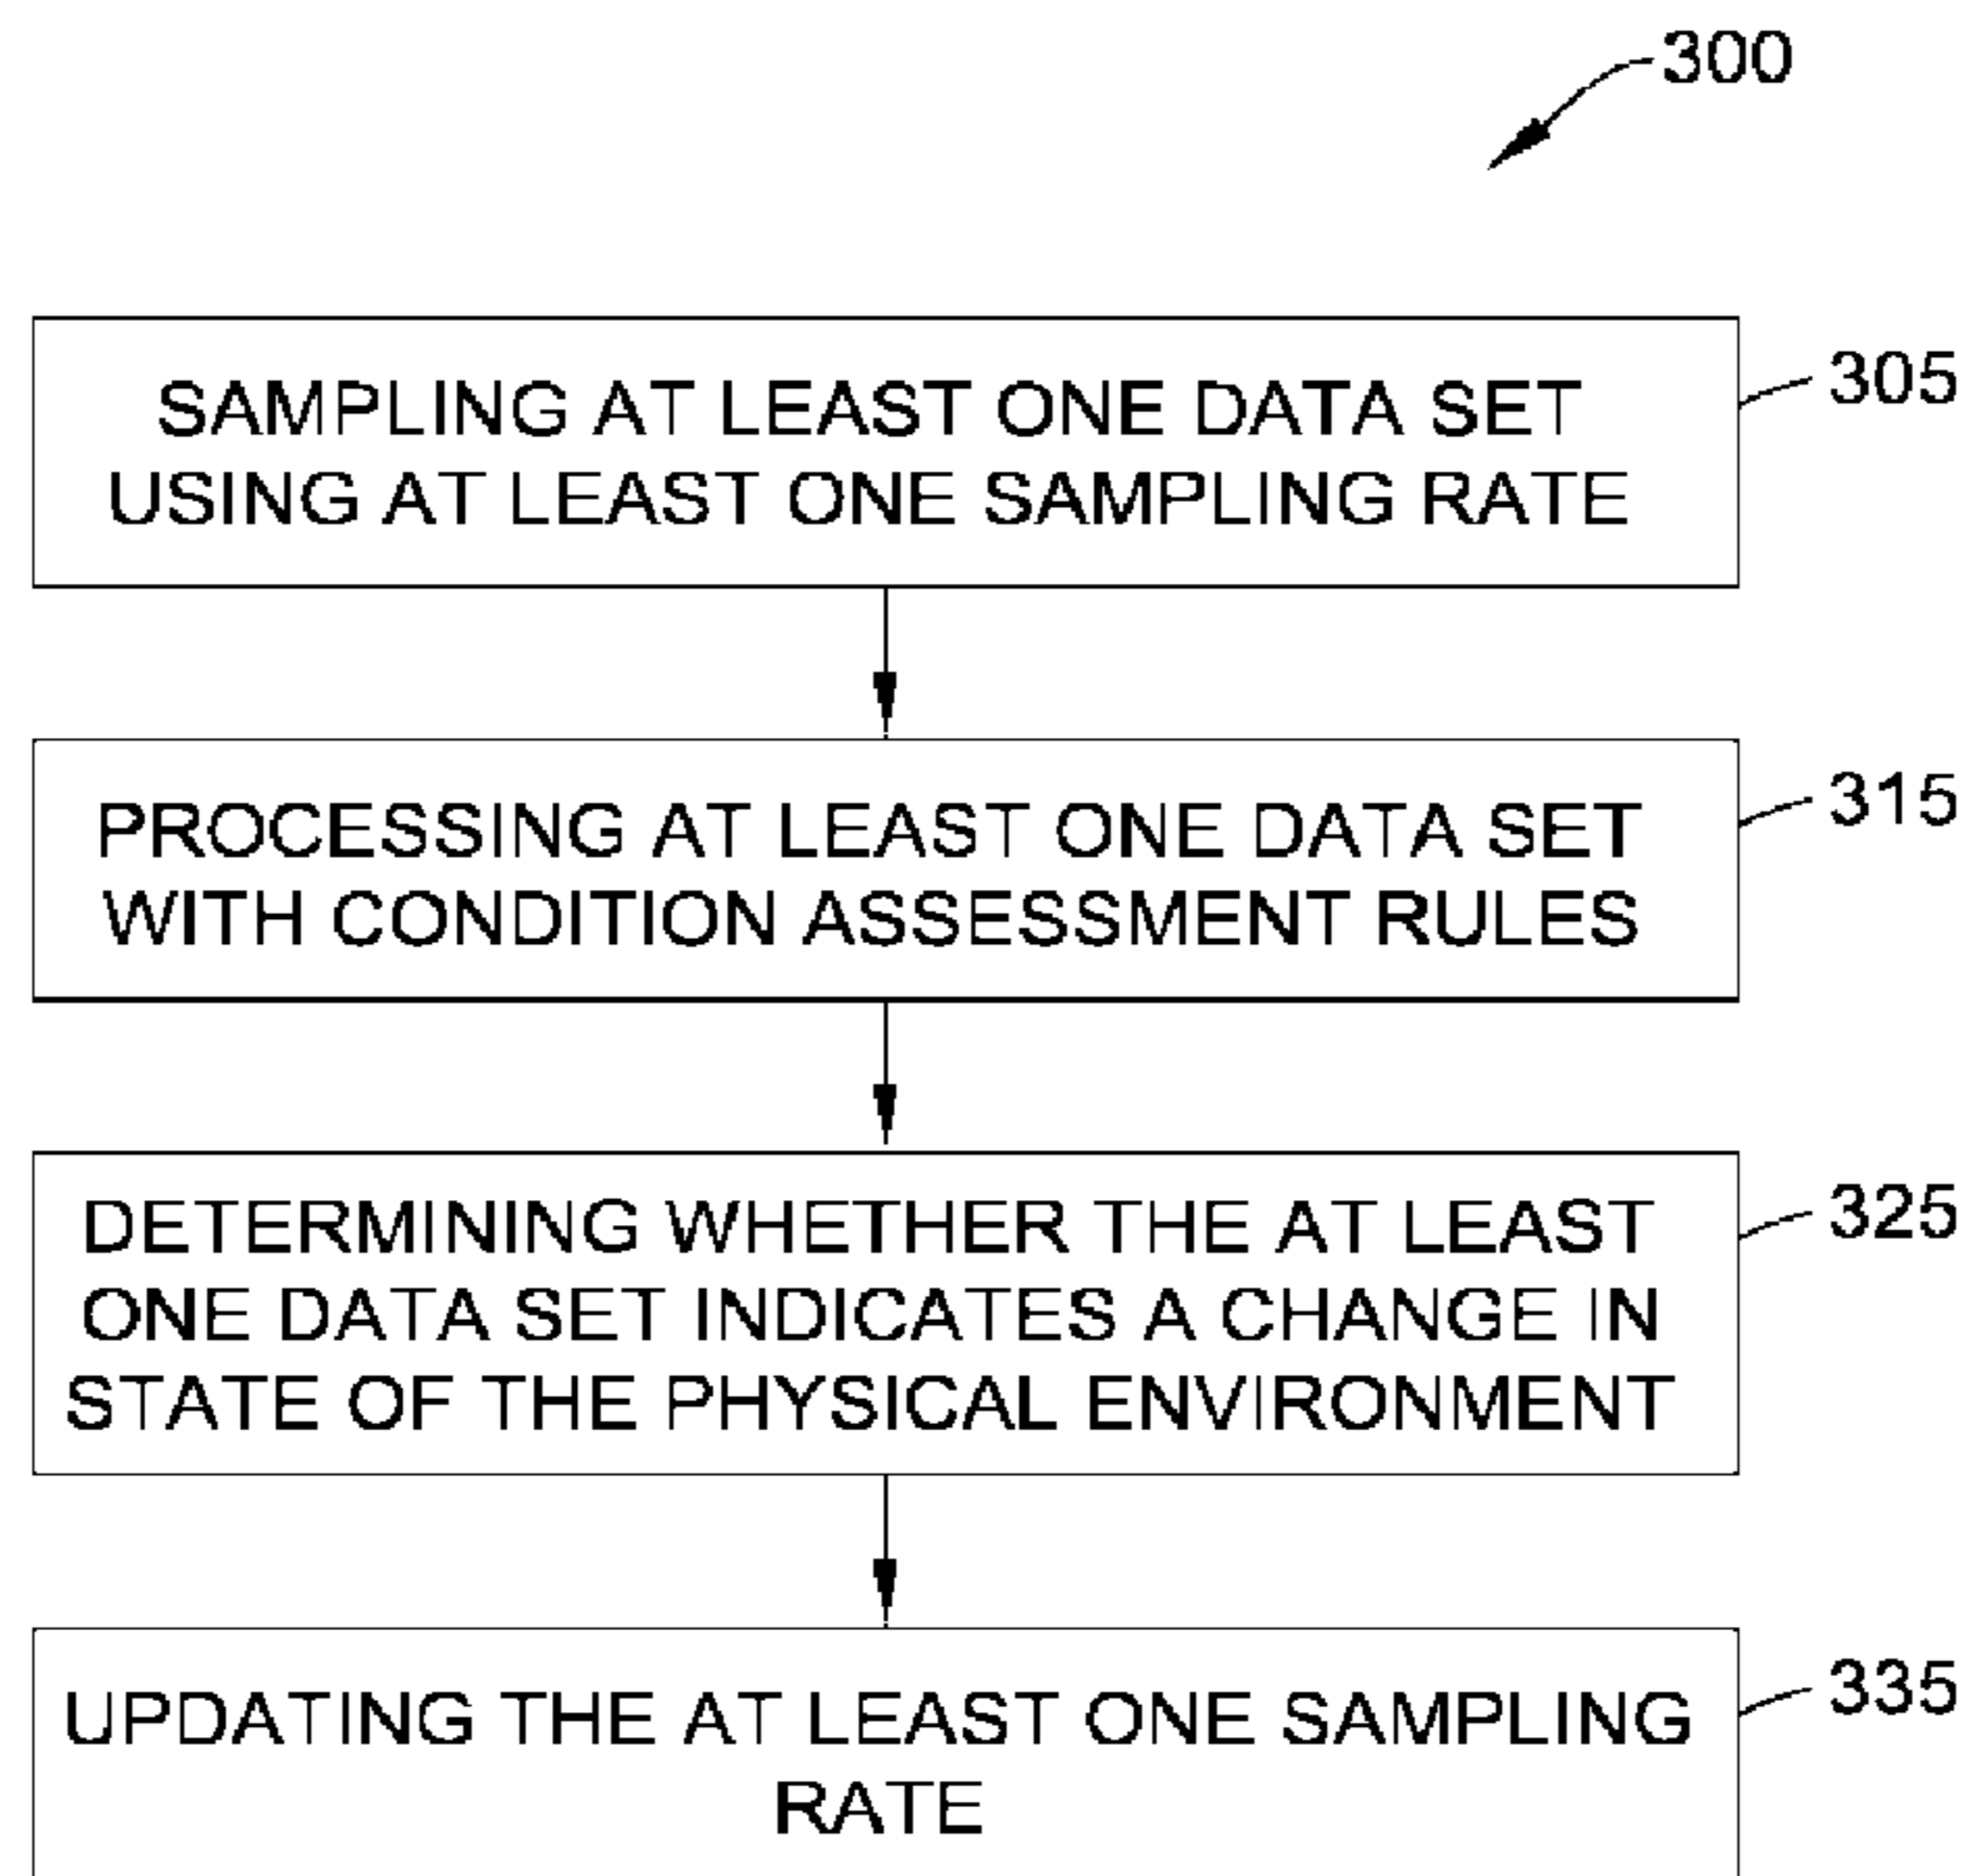 300
SAMPLING AT LEAST ONE DATA SET
USING AT LEAST ONE SAMPLING RATE
305
PROCESSING AT LEAST ONE DATA SET
WITH CONDITION ASSESSMENT RULES
315
DETERMINING WHETHER THE AT LEAST
ONE DATA SET INDICATES A CHANGE IN
STATE OF THE PHYSICAL ENVIRONMENT
325
UPDATING THE AT LEAST ONE SAMPLING
RATE
335